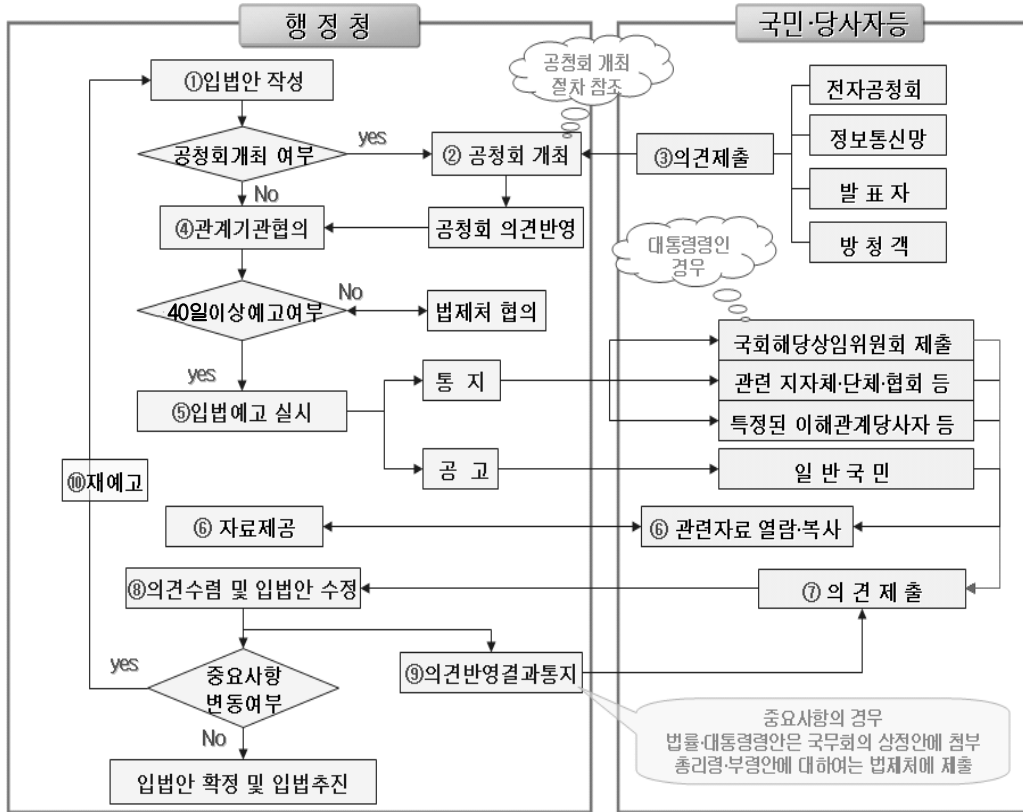 행 정 청
국민·당사자등
공청회 개최
절차 참조
①입법안 작성
전자공청회
공청회개최 여부
yes
② 공청회 개최
③의견제출
정보통신망
No
발 표 자
④관계기관협의
공청회 의견반영
방 청 객
대통령령인
경우
40일이상예고여부
No
법제처 협의
국회해당상임위원회 제출
yes
통 지
관련 지자체·단체·협회 등
⑤입법예고 실시
특정된 이해관계당사자 등
⑩재예고
공 고
일 반 국 민
⑥ 자료제공
⑥ 관련자료 열람·복사
⑧의견수렴 및 입법안 수정
⑦ 의 견 제 출
yes
중요사항
변동여부
⑨의견반영결과통지
No
중요사항의 경우
법률·대통령령안은 국무회의 상정안에 첨부
총리령·부령안에 대하여는 법제처에 제출
입법안 확정 및 입법추진